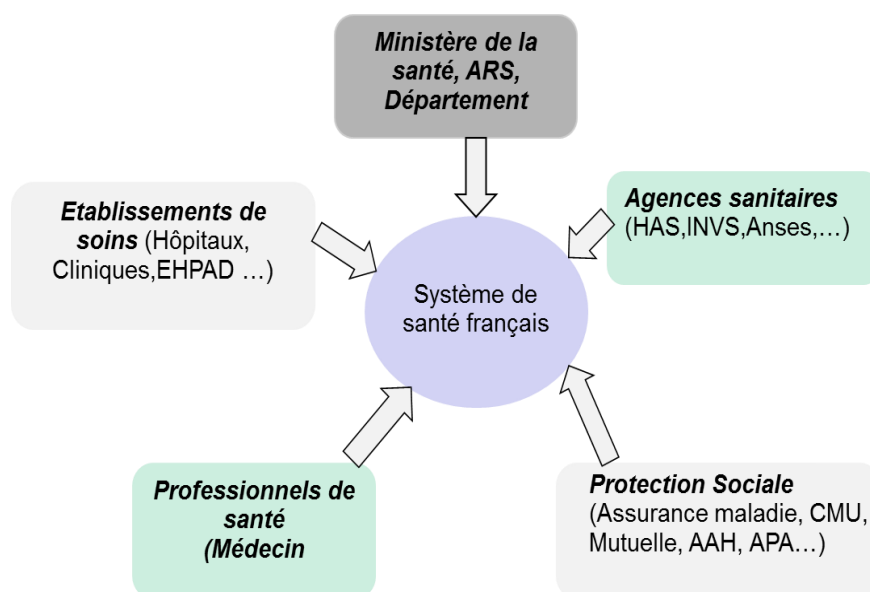 Ministère de la
santé, ARS,
Département
Etablissements de
soins (Hôpitaux,
Cliniques,EHPAD …)
Agences sanitaires
(HAS,INVS,Anses,…)
Système de
santé français
Professionnels de
santé
(Médecin
Protection Sociale
(Assurance maladie, CMU,
Mutuelle, AAH, APA…)